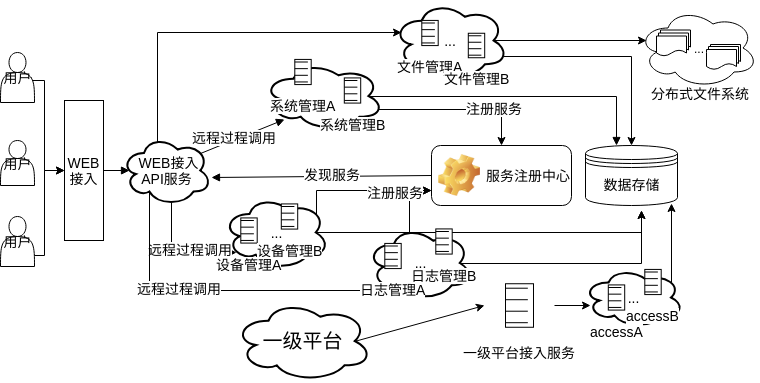 文件管理A
...
文件管理B
...
分布式文件系统
系统管理A
系统管理B
注册服务
用户
远程过程调用
用户
WEB
接入
WEB接入
API服务
发现服务
服务注册中心
数据存储
注册服务
用户
远程过程调用
...
设备管理B
设备管理A
...
日志管理B
日志管理A
远程过程调用
一级平台
一级平台接入服务
...
accessB
accessA